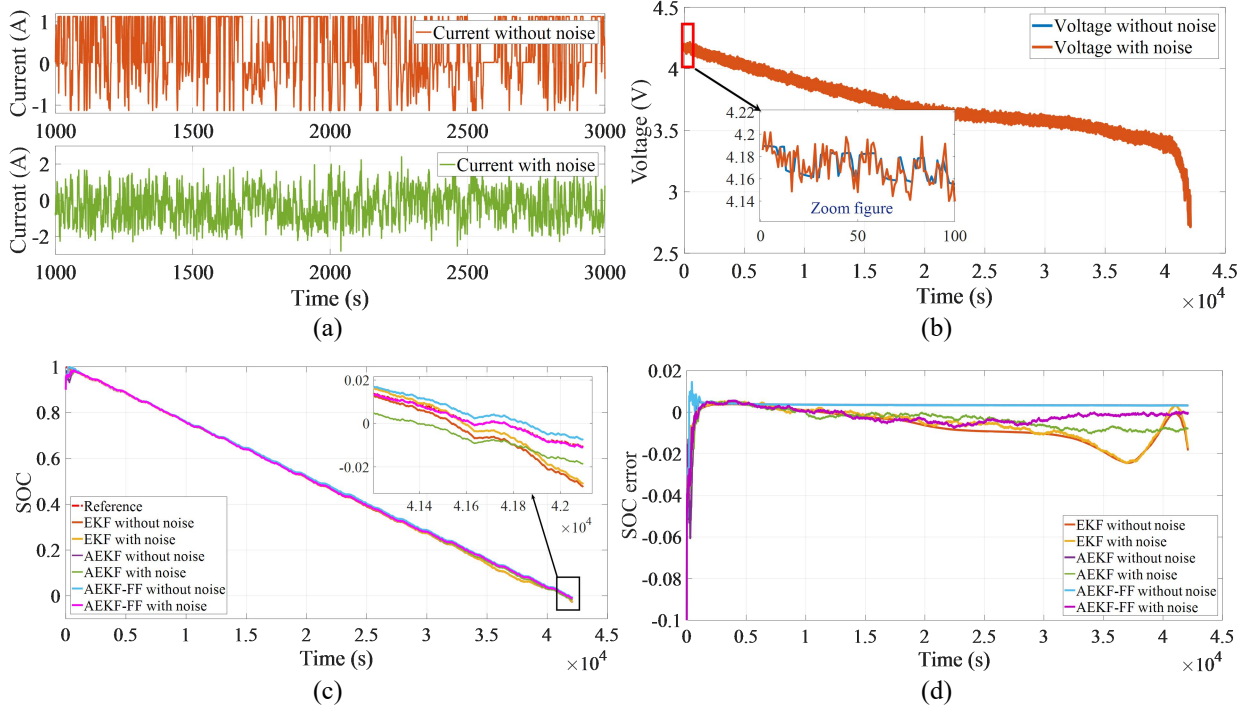 Current (A)
1
0
-1
Current without noise
1000
1500
2000
2500
3000
Current (A)
2
0
-2
Current with noise
1000
1500
2000
2500
3000
Time (s)
(a)
Voltage (V)
4.5
4
3.5
3
2.5
Voltage without noise
Voltage with noise
4.22
4.2
4.18
4.16
4.14
Zoom figure
0
50
100
0
0.5
1
1.5
2
2.5
3
3.5
4
4.5
Time (s)
×10⁴
(b)
SOC
1
0.8
0.6
0.4
0.2
0
0.02
0
-0.02
4.14
4.16
4.18
4.2
×10⁴
Reference
EKF without noise
EKF with noise
AEKF without noise
AEKF with noise
AEKF-FF without noise
AEKF-FF with noise
0
0.5
1
1.5
2
2.5
3
3.5
4
4.5
Time (s)
×10⁴
(c)
SOC error
0.02
0
-0.02
-0.04
-0.06
-0.08
-0.1
EKF without noise
EKF with noise
AEKF without noise
AEKF with noise
AEKF-FF without noise
AEKF-FF with noise
0
0.5
1
1.5
2
2.5
3
3.5
4
4.5
Time (s)
×10⁴
(d)